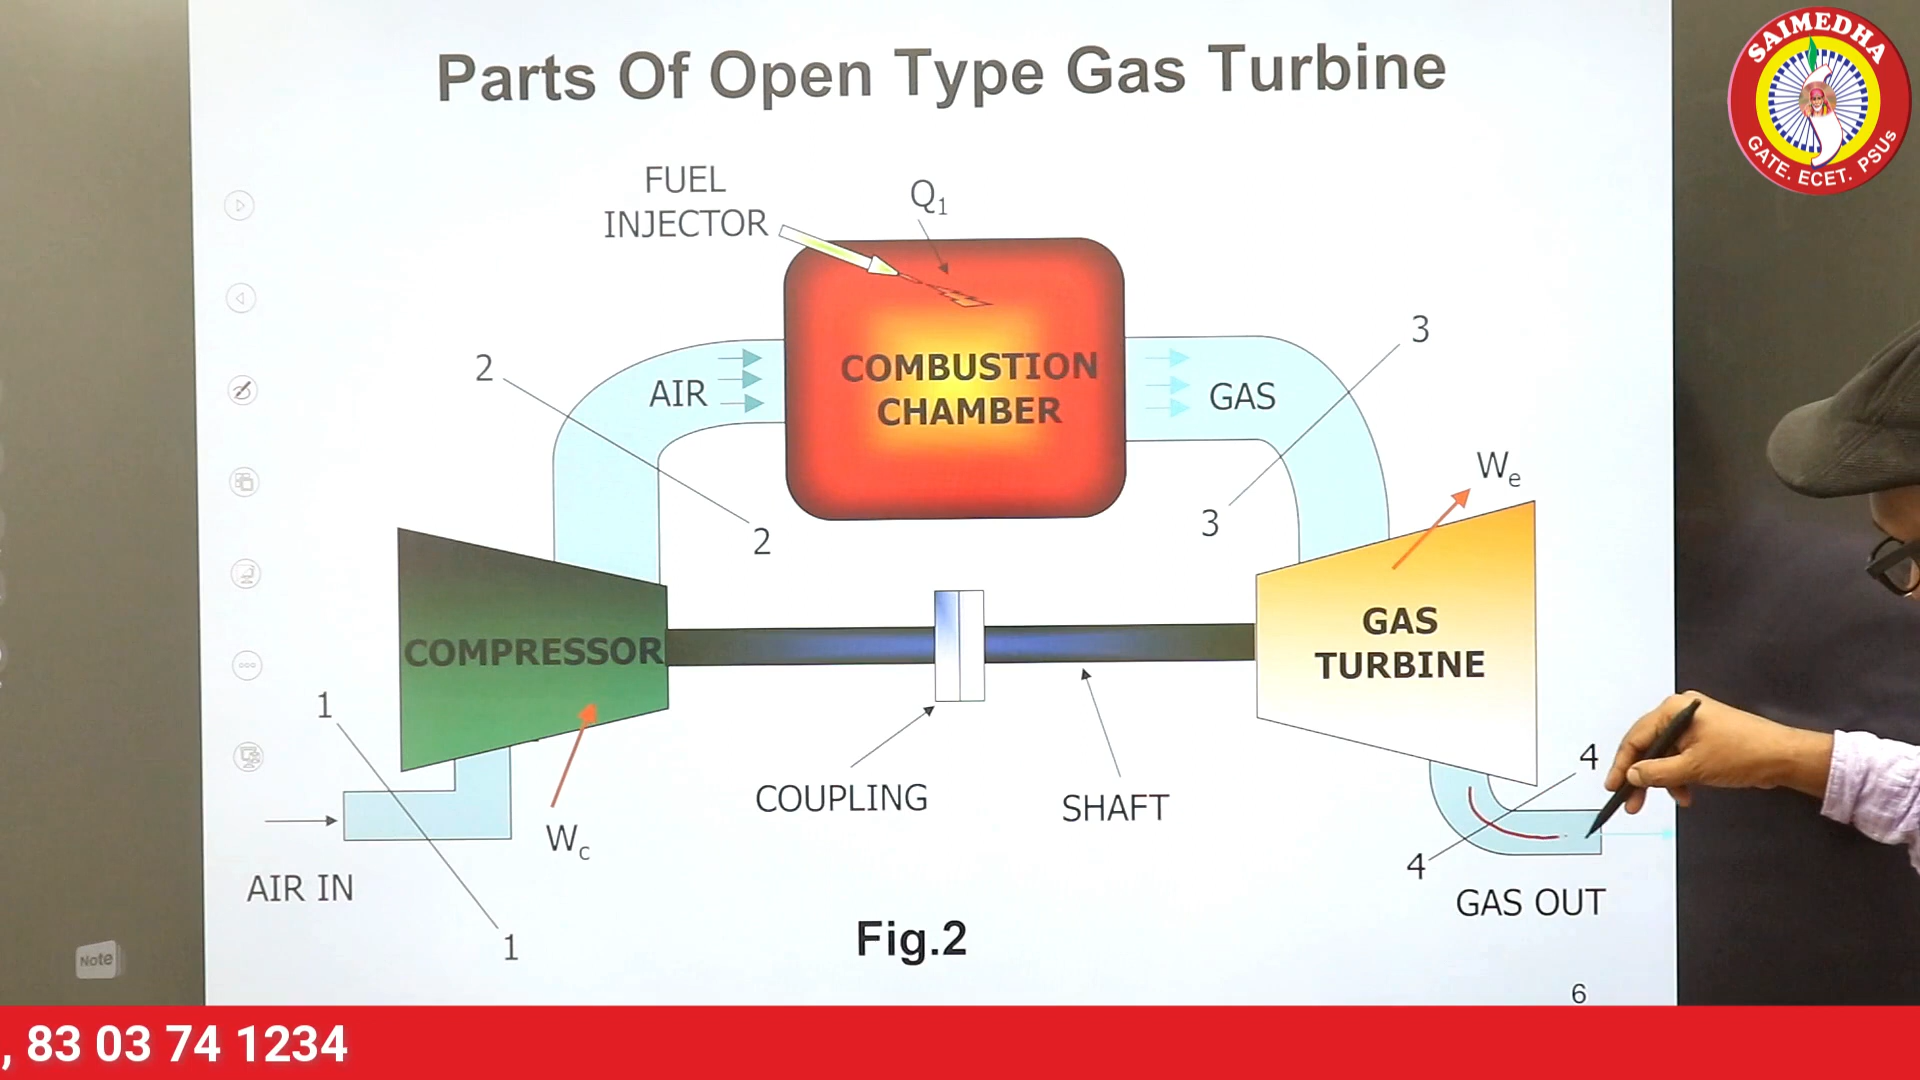 Parts Of Open Type Gas Turbine
SAIMEDHA
GATE. ECET. PSUs
FUEL
INJECTOR
Q1
COMBUSTION
CHAMBER
2
AIR
GAS
3
2
3
We
COMPRESSOR
GAS
TURBINE
1
COUPLING
SHAFT
4
Wc
4
AIR IN
GAS OUT
1
Fig.2
Note
6
, 83 03 74 1234